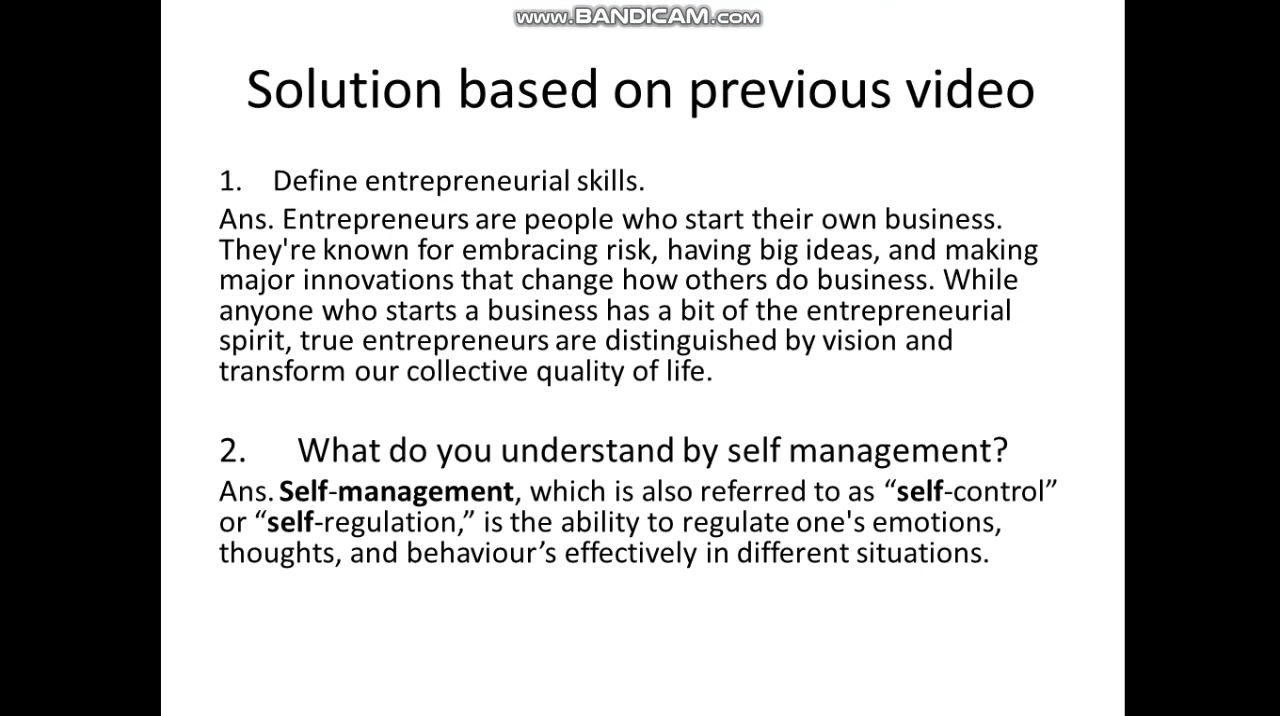 www.BANDICAM.com
Solution based on previous video
1. Define entrepreneurial skills.
Ans. Entrepreneurs are people who start their own business.
They're known for embracing risk, having big ideas, and making
major innovations that change how others do business. While
anyone who starts a business has a bit of the entrepreneurial
spirit, true entrepreneurs are distinguished by vision and
transform our collective quality of life.
2. What do you understand by self management?
Ans. Self-management, which is also referred to as “self-control”
or “self-regulation,” is the ability to regulate one's emotions,
thoughts, and behaviour’s effectively in different situations.